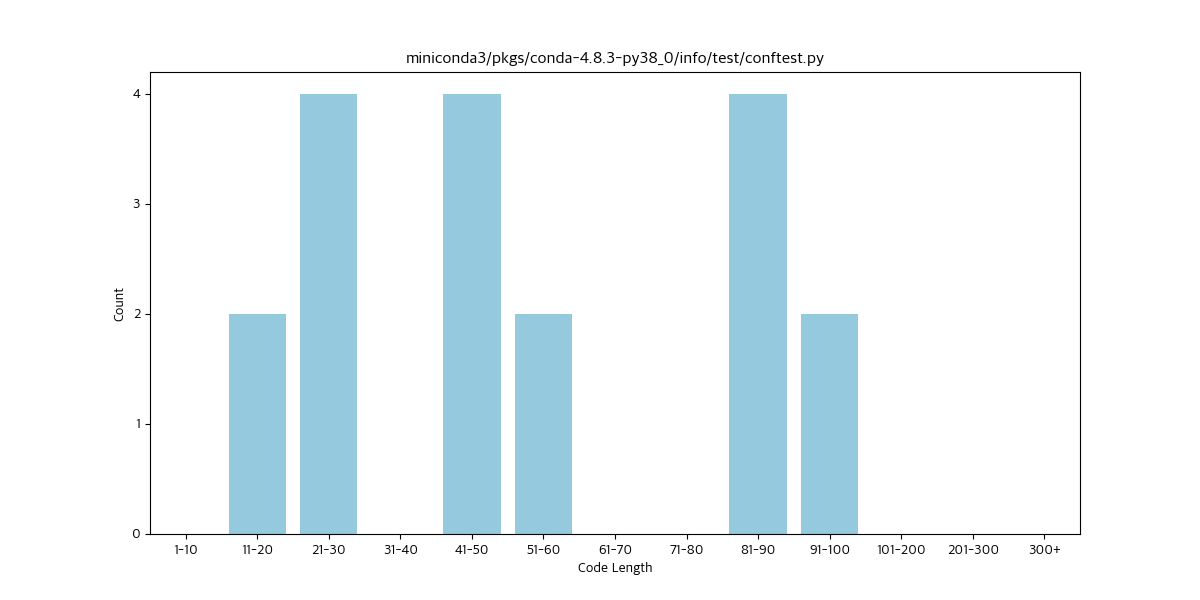 miniconda3/pkgs/conda-4.8.3-py38_0/info/test/conftest.py
4
3
2
1
0
Count
1-10 11-20 21-30 31-40 41-50 51-60 61-70 71-80 81-90 91-100 101-200 201-300 300+
Code Length